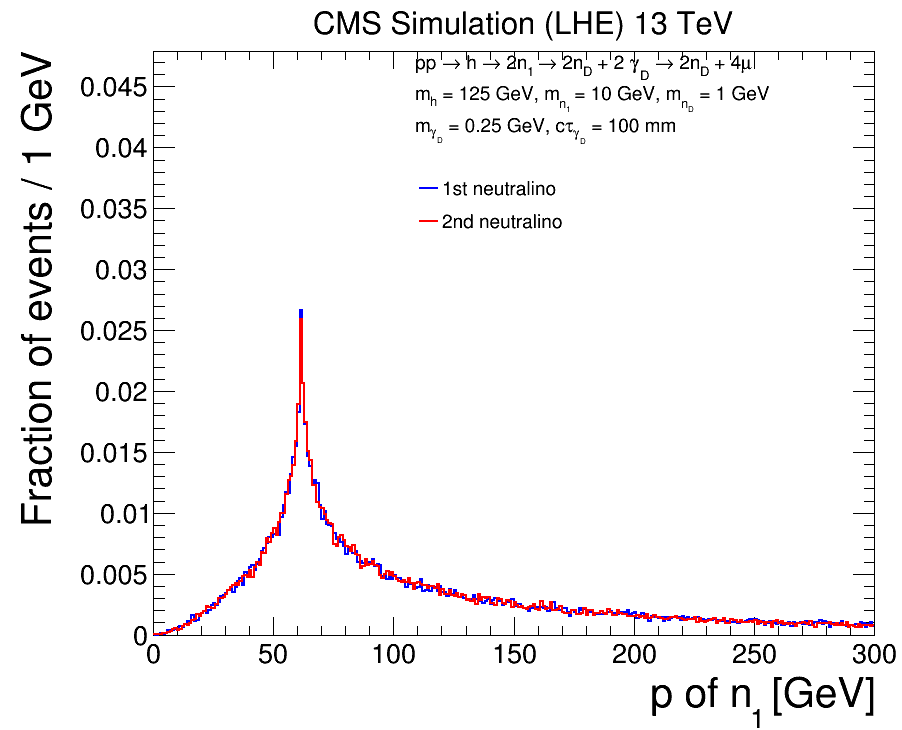 CMS Simulation (LHE) 13 TeV
pp → h → 2n1 → 2nD + 2 γD → 2nD + 4μ
mh = 125 GeV, mn1 = 10 GeV, mnD = 1 GeV
mγD = 0.25 GeV, cτγD = 100 mm
1st neutralino
2nd neutralino
Fraction of events / 1 GeV
0.045
0.04
0.035
0.03
0.025
0.02
0.015
0.01
0.005
0
0 50 100 150 200 250 300
p of n1 [GeV]